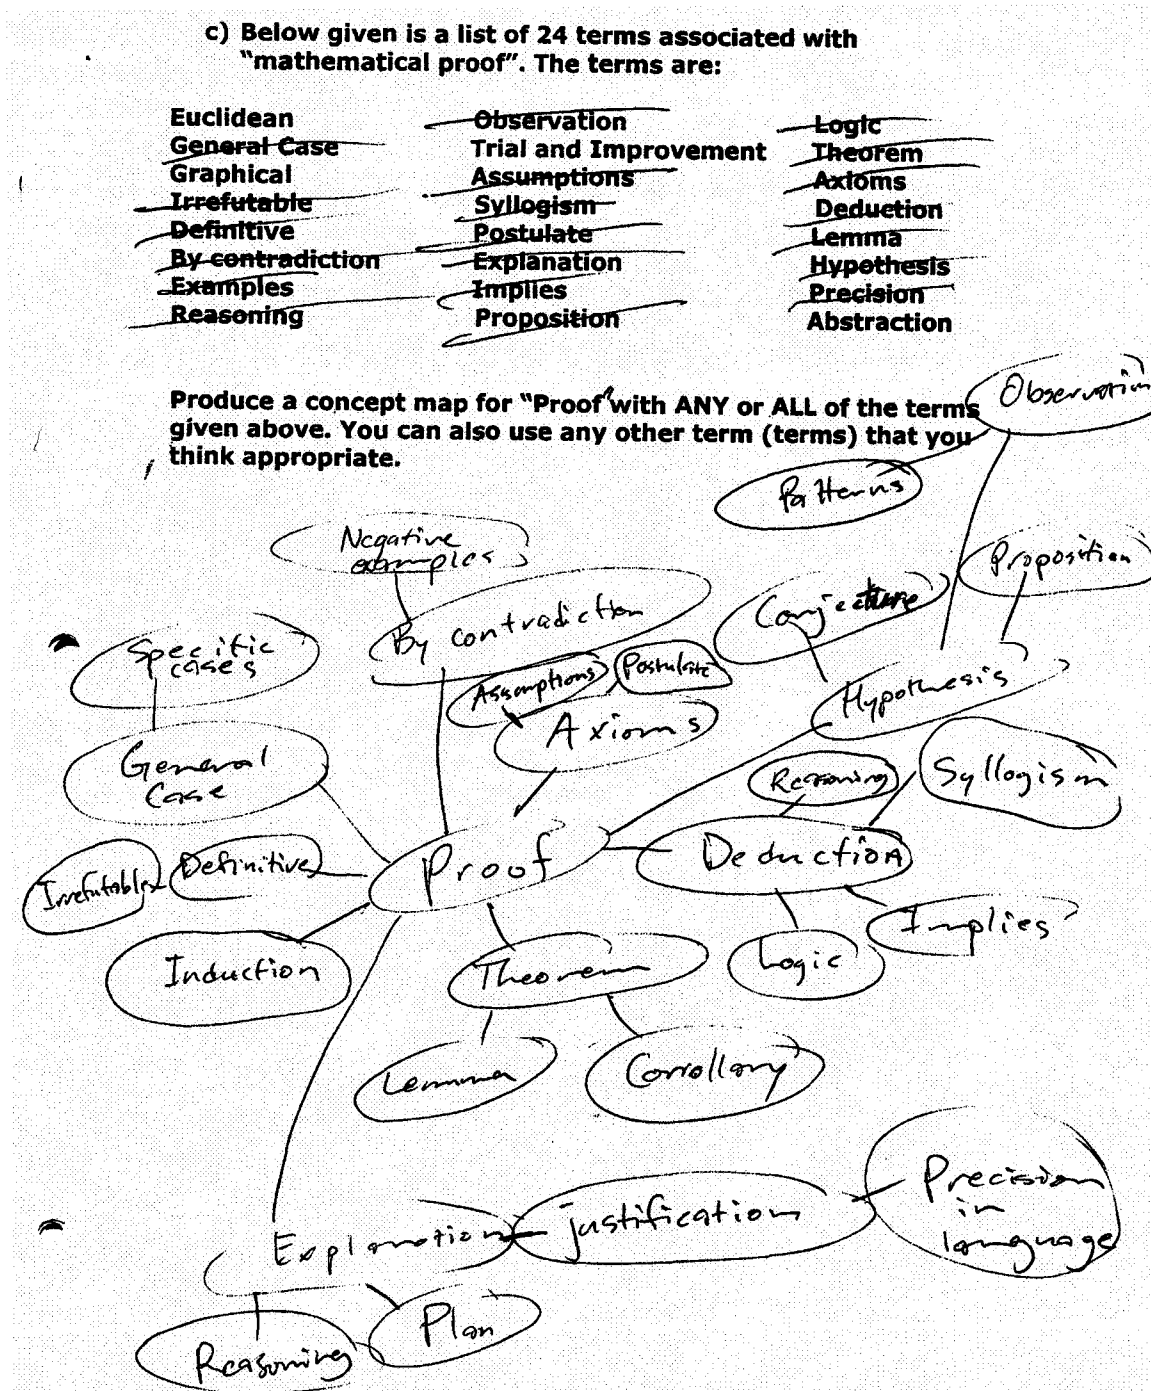 c) Below given is a list of 24 terms associated with
"mathematical proof". The terms are:
Euclidean Observation Logic
General Case Trial and Improvement Theorem
Graphical Assumptions Axioms
Irrefutable Syllogism Deduction
Definitive Postulate Lemma
By contradiction Explanation Hypothesis
Examples Implies Precision
Reasoning Proposition Abstraction
Produce a concept map for "Proof" with ANY or ALL of the terms
given above. You can also use any other term (terms) that you
think appropriate.
Observation
Patterns
Negative
examples
Proposition
Conjecture
By contradiction
Specific
cases
Assumptions
Postulate
Hypothesis
Axioms
General
Case
Reasoning
Syllogism
Proof
Deduction
Irrefutable
Definitive
Implies
Induction
Theorem
Logic
Lemma
Corrollary
Precision
in
language
justification
Explanation
Plan
Reasoning